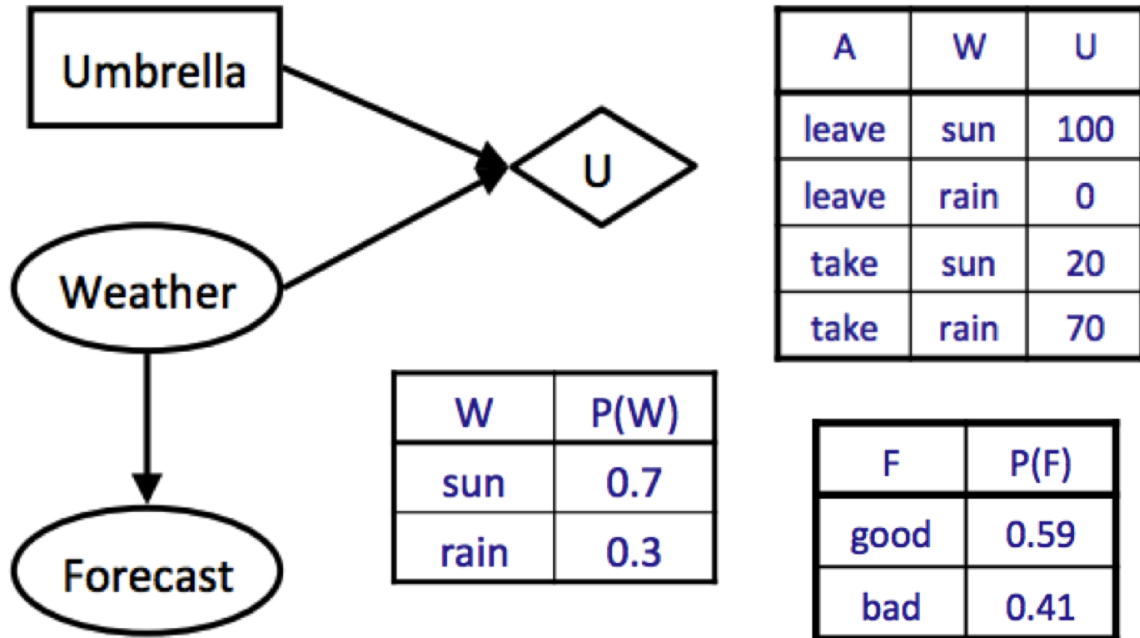 Umbrella
U
Weather
Forecast
A W U
leave sun 100
leave rain 0
take sun 20
take rain 70
W P(W)
sun 0.7
rain 0.3
F P(F)
good 0.59
bad 0.41